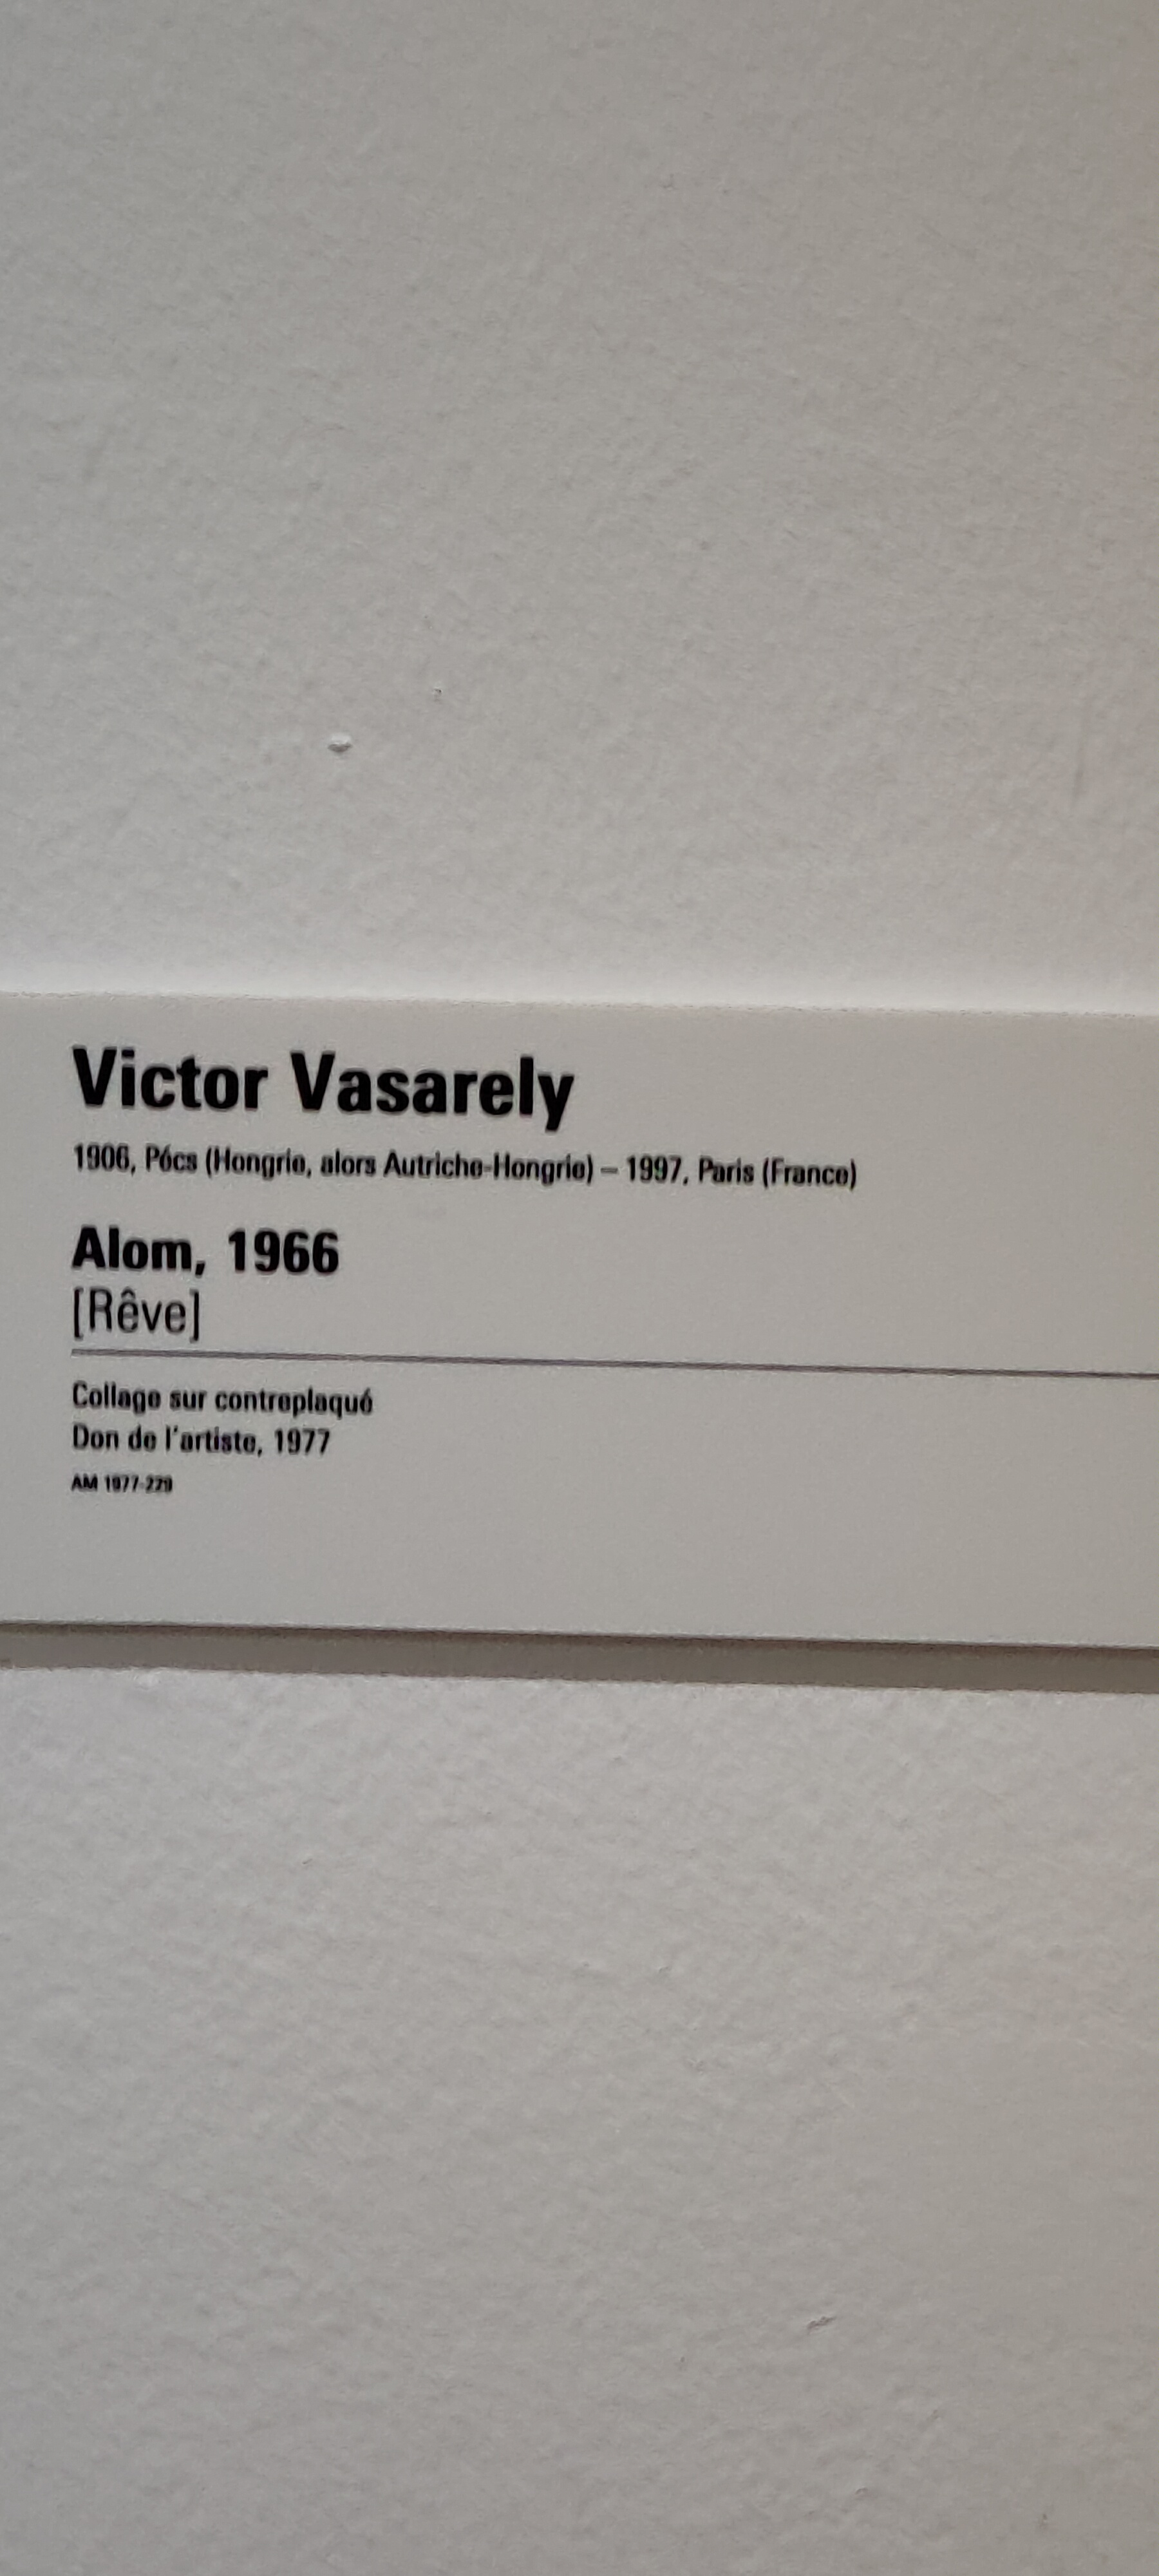 Victor Vasarely
1906, Pécs (Hongrie, alors Autriche-Hongrie) – 1997, Paris (France)
Alom, 1966
[Rêve]
Collage sur contreplaqué
Don de l'artiste, 1977
AM 1977-229